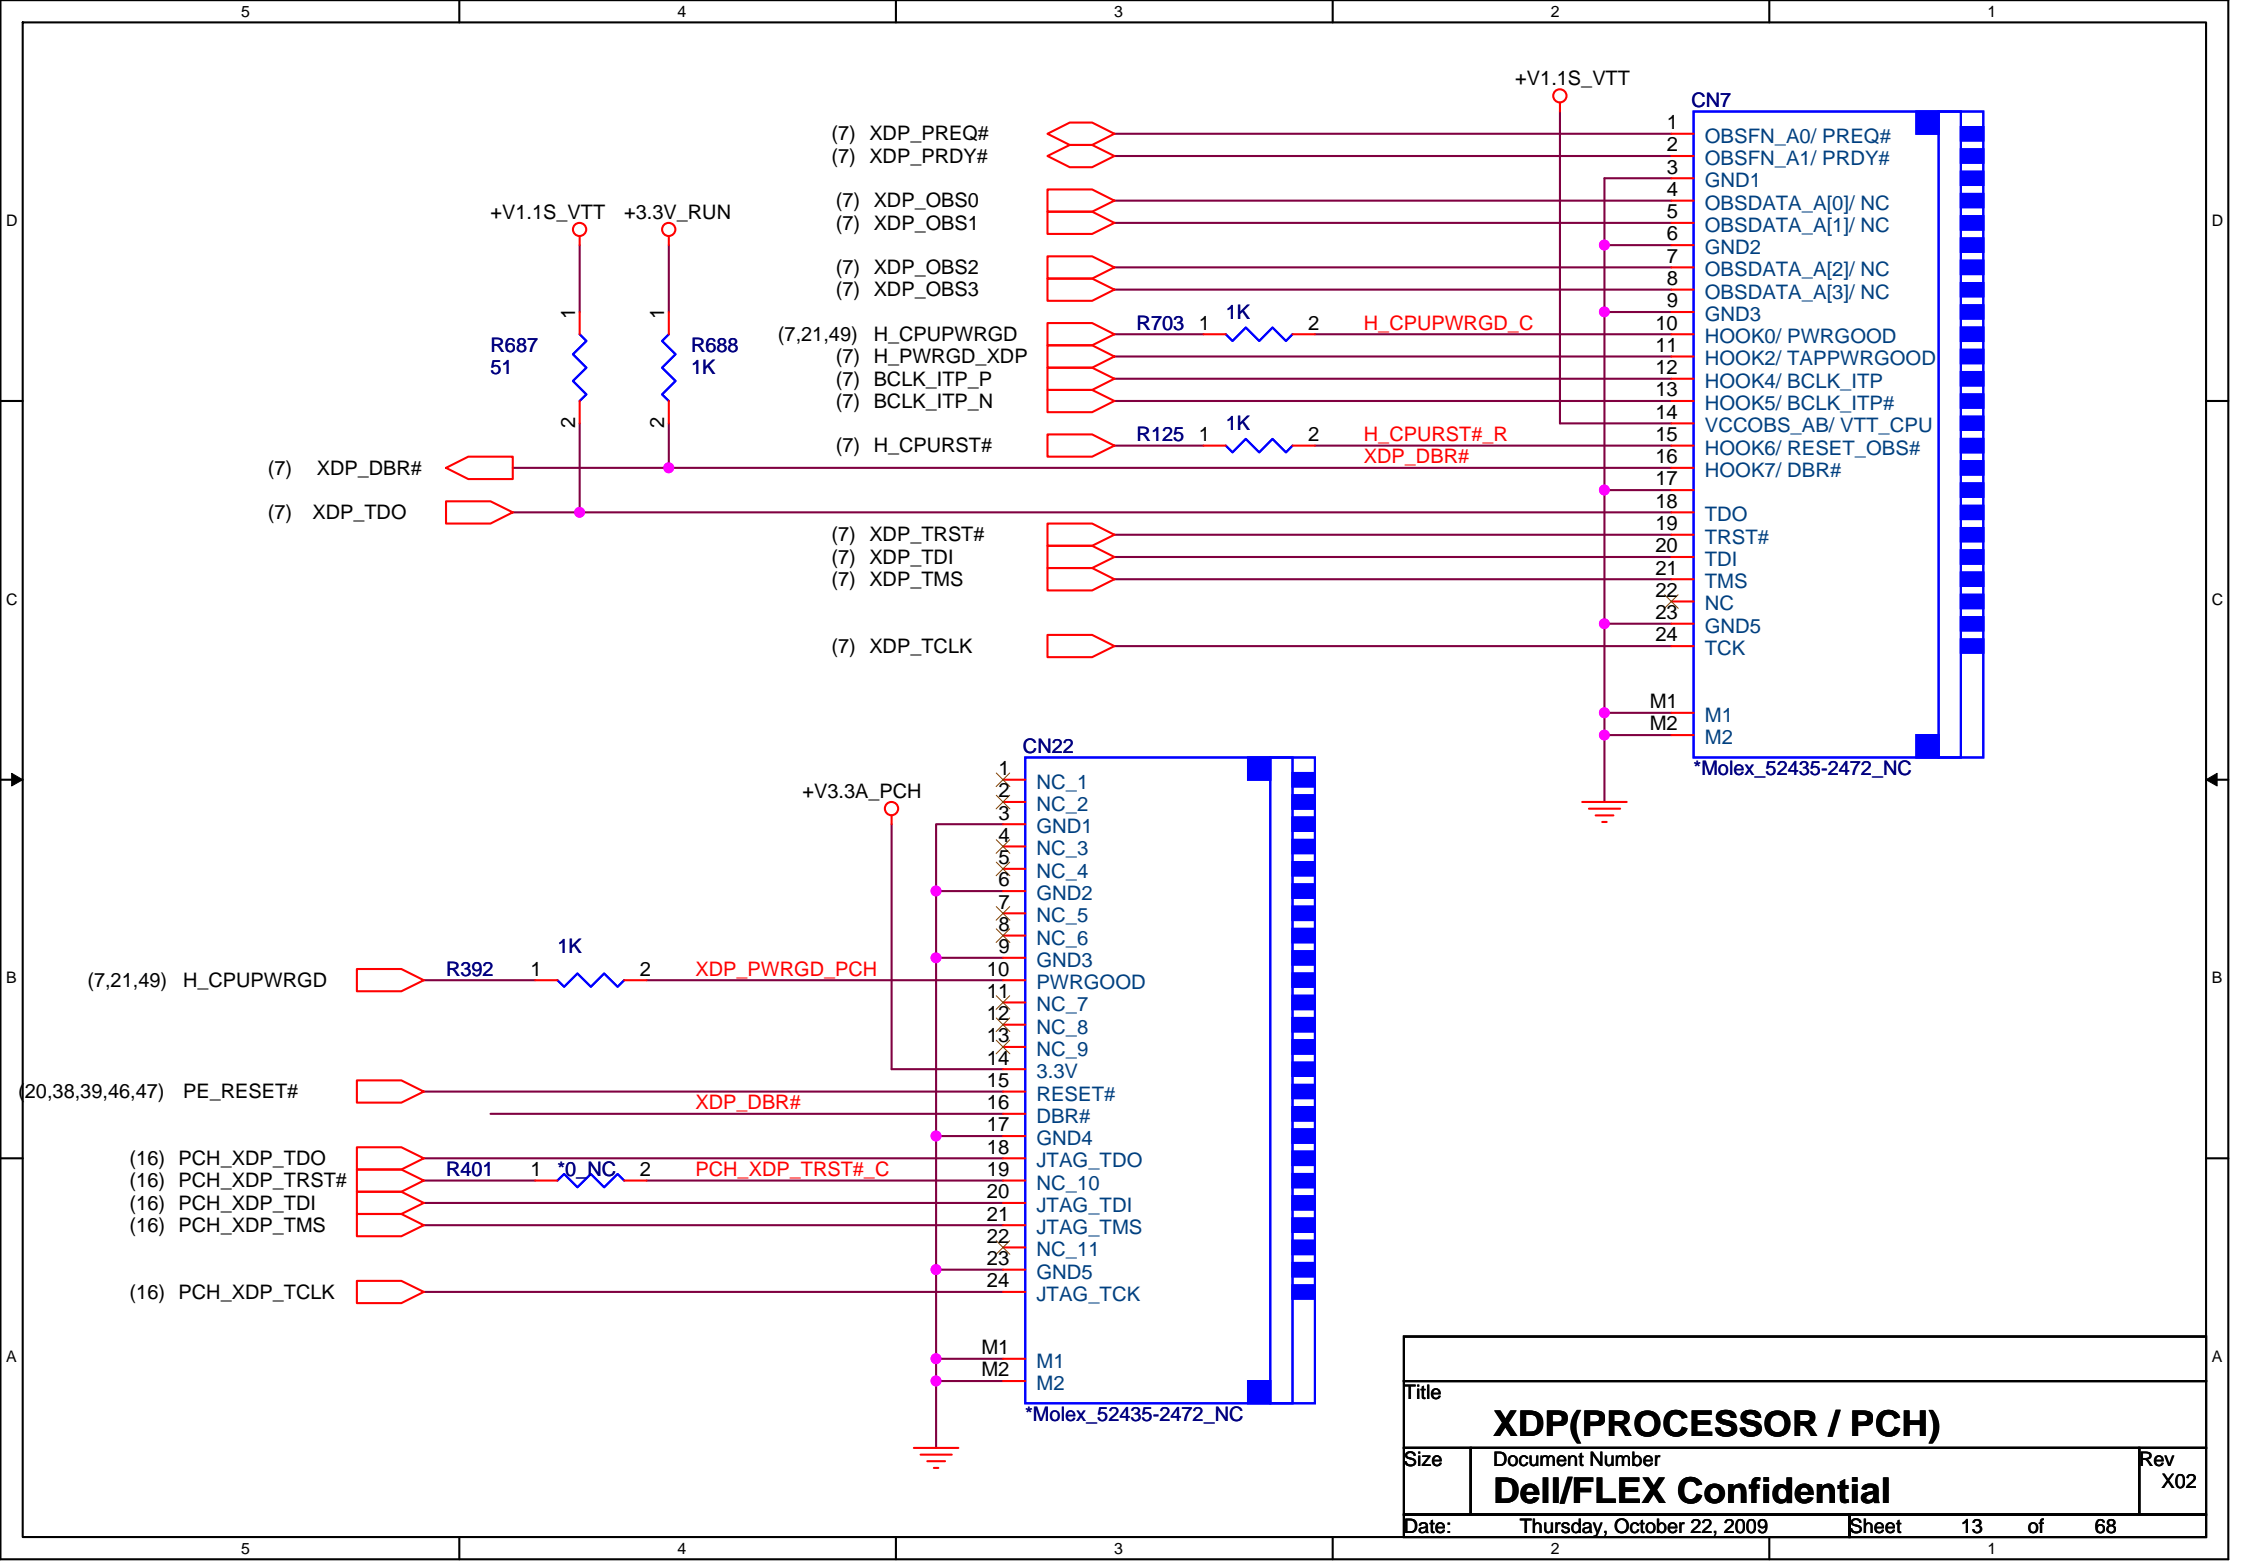 5 4 3 2 1
D D
C C
B B
A A
+V1.1S_VTT
CN7
(7) XDP_PREQ# 1 OBSFN_A0/ PREQ#
(7) XDP_PRDY# 2 OBSFN_A1/ PRDY#
3 GND1
(7) XDP_OBS0 4 OBSDATA_A[0]/ NC
(7) XDP_OBS1 5 OBSDATA_A[1]/ NC
6 GND2
(7) XDP_OBS2 7 OBSDATA_A[2]/ NC
(7) XDP_OBS3 8 OBSDATA_A[3]/ NC
9 GND3
(7,21,49) H_CPUPWRGD R703 1 1K 2 H_CPUPWRGD_C 10 HOOK0/ PWRGOOD
(7) H_PWRGD_XDP 11 HOOK2/ TAPPWRGOOD
(7) BCLK_ITP_P 12 HOOK4/ BCLK_ITP
(7) BCLK_ITP_N 13 HOOK5/ BCLK_ITP#
14 VCCOBS_AB/ VTT_CPU
(7) H_CPURST# R125 1 1K 2 H_CPURST#_R 15 HOOK6/ RESET_OBS#
XDP_DBR# 16 HOOK7/ DBR#
17
18 TDO
(7) XDP_TRST# 19 TRST#
(7) XDP_TDI 20 TDI
(7) XDP_TMS 21 TMS
22 NC
23 GND5
(7) XDP_TCLK 24 TCK
M1 M1
M2 M2
*Molex_52435-2472_NC
+V1.1S_VTT +3.3V_RUN
1 1
R687 R688
51 1K
2 2
(7) XDP_DBR#
(7) XDP_TDO
CN22
+V3.3A_PCH
1 NC_1
2 NC_2
3 GND1
4 NC_3
5 NC_4
6 GND2
7 NC_5
8 NC_6
9 GND3
(7,21,49) H_CPUPWRGD R392 1 1K 2 XDP_PWRGD_PCH 10 PWRGOOD
11 NC_7
12 NC_8
13 NC_9
14 3.3V
(20,38,39,46,47) PE_RESET# 15 RESET#
XDP_DBR# 16 DBR#
17 GND4
(16) PCH_XDP_TDO 18 JTAG_TDO
(16) PCH_XDP_TRST# R401 1 *0_NC 2 PCH_XDP_TRST#_C 19 NC_10
(16) PCH_XDP_TDI 20 JTAG_TDI
(16) PCH_XDP_TMS 21 JTAG_TMS
22 NC_11
23 GND5
(16) PCH_XDP_TCLK 24 JTAG_TCK
M1 M1
M2 M2
*Molex_52435-2472_NC
Title
XDP(PROCESSOR / PCH)
Size Document Number Rev
Dell/FLEX Confidential X02
Date: Thursday, October 22, 2009 Sheet 13 of 68
5 4 3 2 1